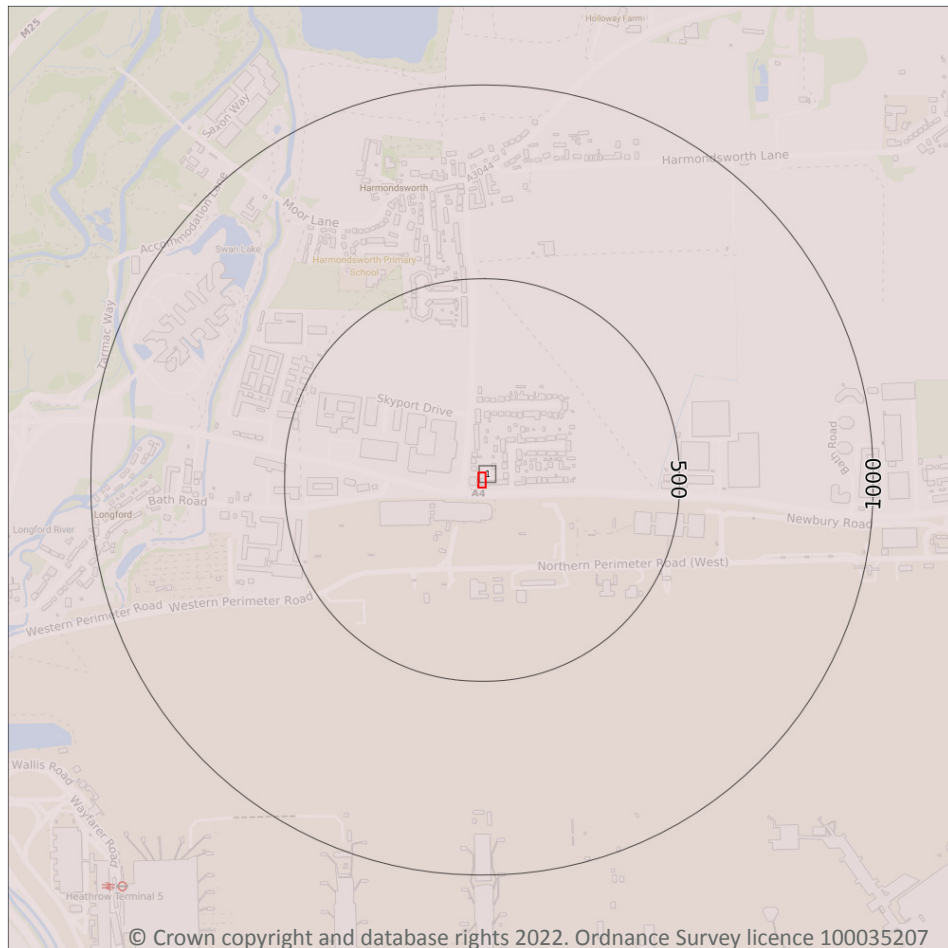 M25
Holloway Farm
Saxon Way
Harmondsworth Lane
A3044
Harmondsworth
Moor Lane
Accommodation Lane
Swan Lake
Harmondsworth Primary
School
Tarmac Way
Skyport Drive
Bath Road
1
500
1000
A4
Bath Road
Longford
Longford River
Newbury Road
Northern Perimeter Road (West)
Western Perimeter Road
Western Perimeter Road
Wallis Road
Wayfarer Road
Heathrow Terminal 5
© Crown copyright and database rights 2022. Ordnance Survey licence 100035207